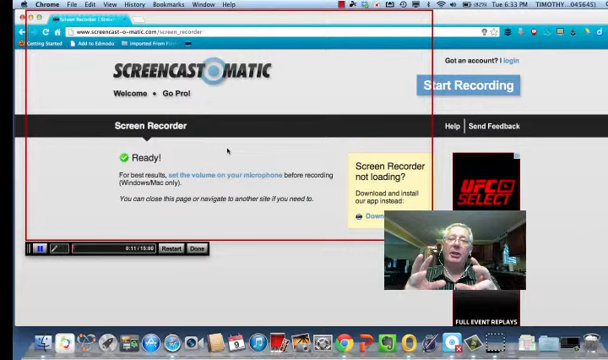 Chrome File Edit View History Bookmarks Window Help
Tue 6:33 PM TIMOTHY
www.screencast-o-matic.com/screen_recorder
Getting Started Add to Edmodo Imported From
SCREENCAST-O-MATIC
Got an account? login
Start Recording
Welcome • Go Pro!
Screen Recorder
Help Send Feedback
Ready!
For best results, set the volume on your microphone before recording
(Windows/Mac only).
You can close this page or navigate to another site if you need to.
Screen Recorder
not loading?
Download and install
our app instead:
UFC
SELECT
0:11 / 15:00 Restart Done
FULL EVENT REPLAYS